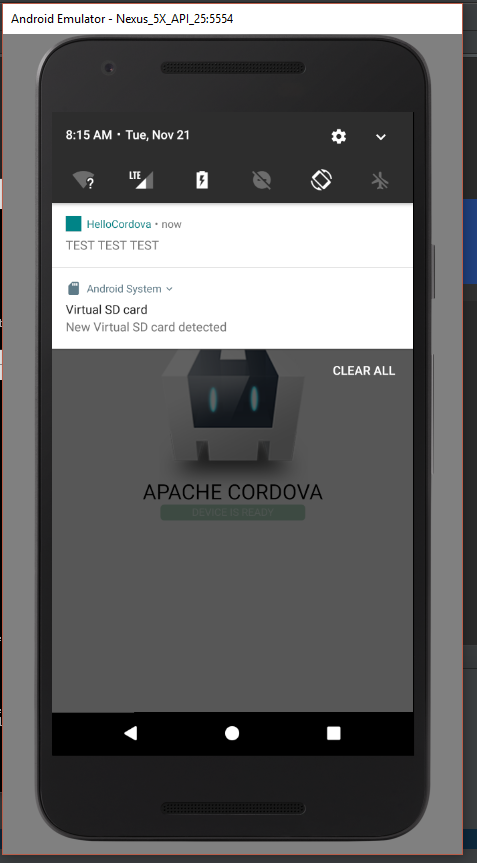 Android Emulator - Nexus_5X_API_25:5554
8:15 AM • Tue, Nov 21
LTE
HelloCordova • now
TEST TEST TEST
Android System
Virtual SD card
New Virtual SD card detected
CLEAR ALL
APACHE CORDOVA
DEVICE IS READY